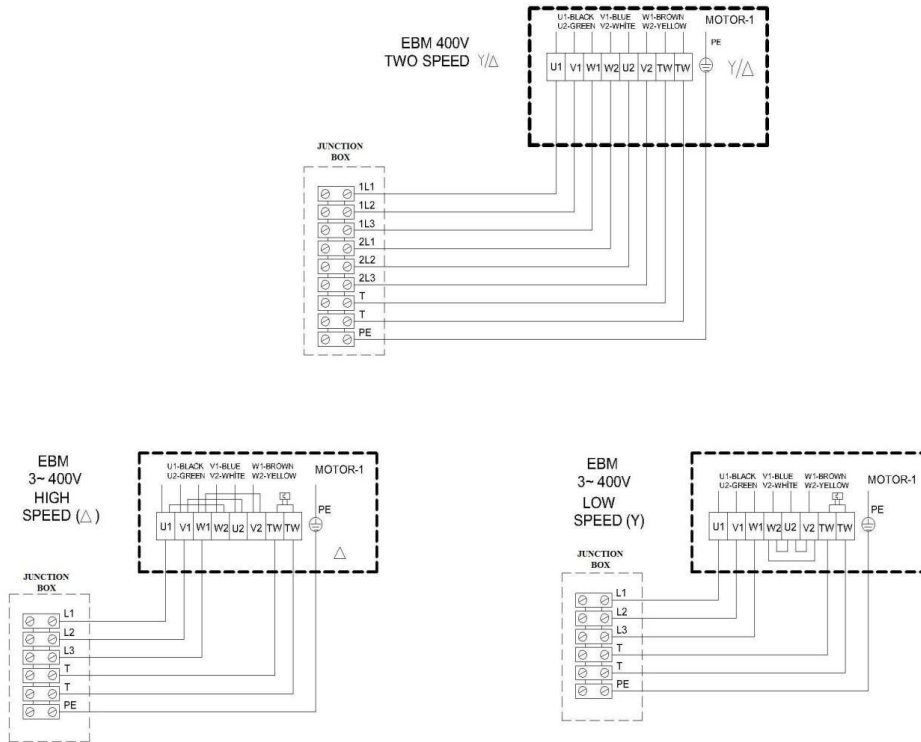 U1-BLACK V1-BLUE W1-BROWN MOTOR-1
U2-GREEN V2-WHITE W2-YELLOW
EBM 400V
TWO SPEED Y/△
PE
U1 V1 W1 W2 U2 V2 TW TW
Y/△
JUNCTION
BOX
1L1
1L2
1L3
2L1
2L2
2L3
T
T
PE
EBM
3~ 400V
HIGH
SPEED (△)
U1-BLACK V1-BLUE W1-BROWN MOTOR-1
U2-GREEN V2-WHITE W2-YELLOW
PE
U1 V1 W1 W2 U2 V2 TW TW
△
JUNCTION
BOX
L1
L2
L3
T
T
PE
EBM
3~ 400V
LOW
SPEED (Y)
U1-BLACK V1-BLUE W1-BROWN MOTOR-1
U2-GREEN V2-WHITE W2-YELLOW
PE
U1 V1 W1 W2 U2 V2 TW TW
JUNCTION
BOX
L1
L2
L3
T
T
PE